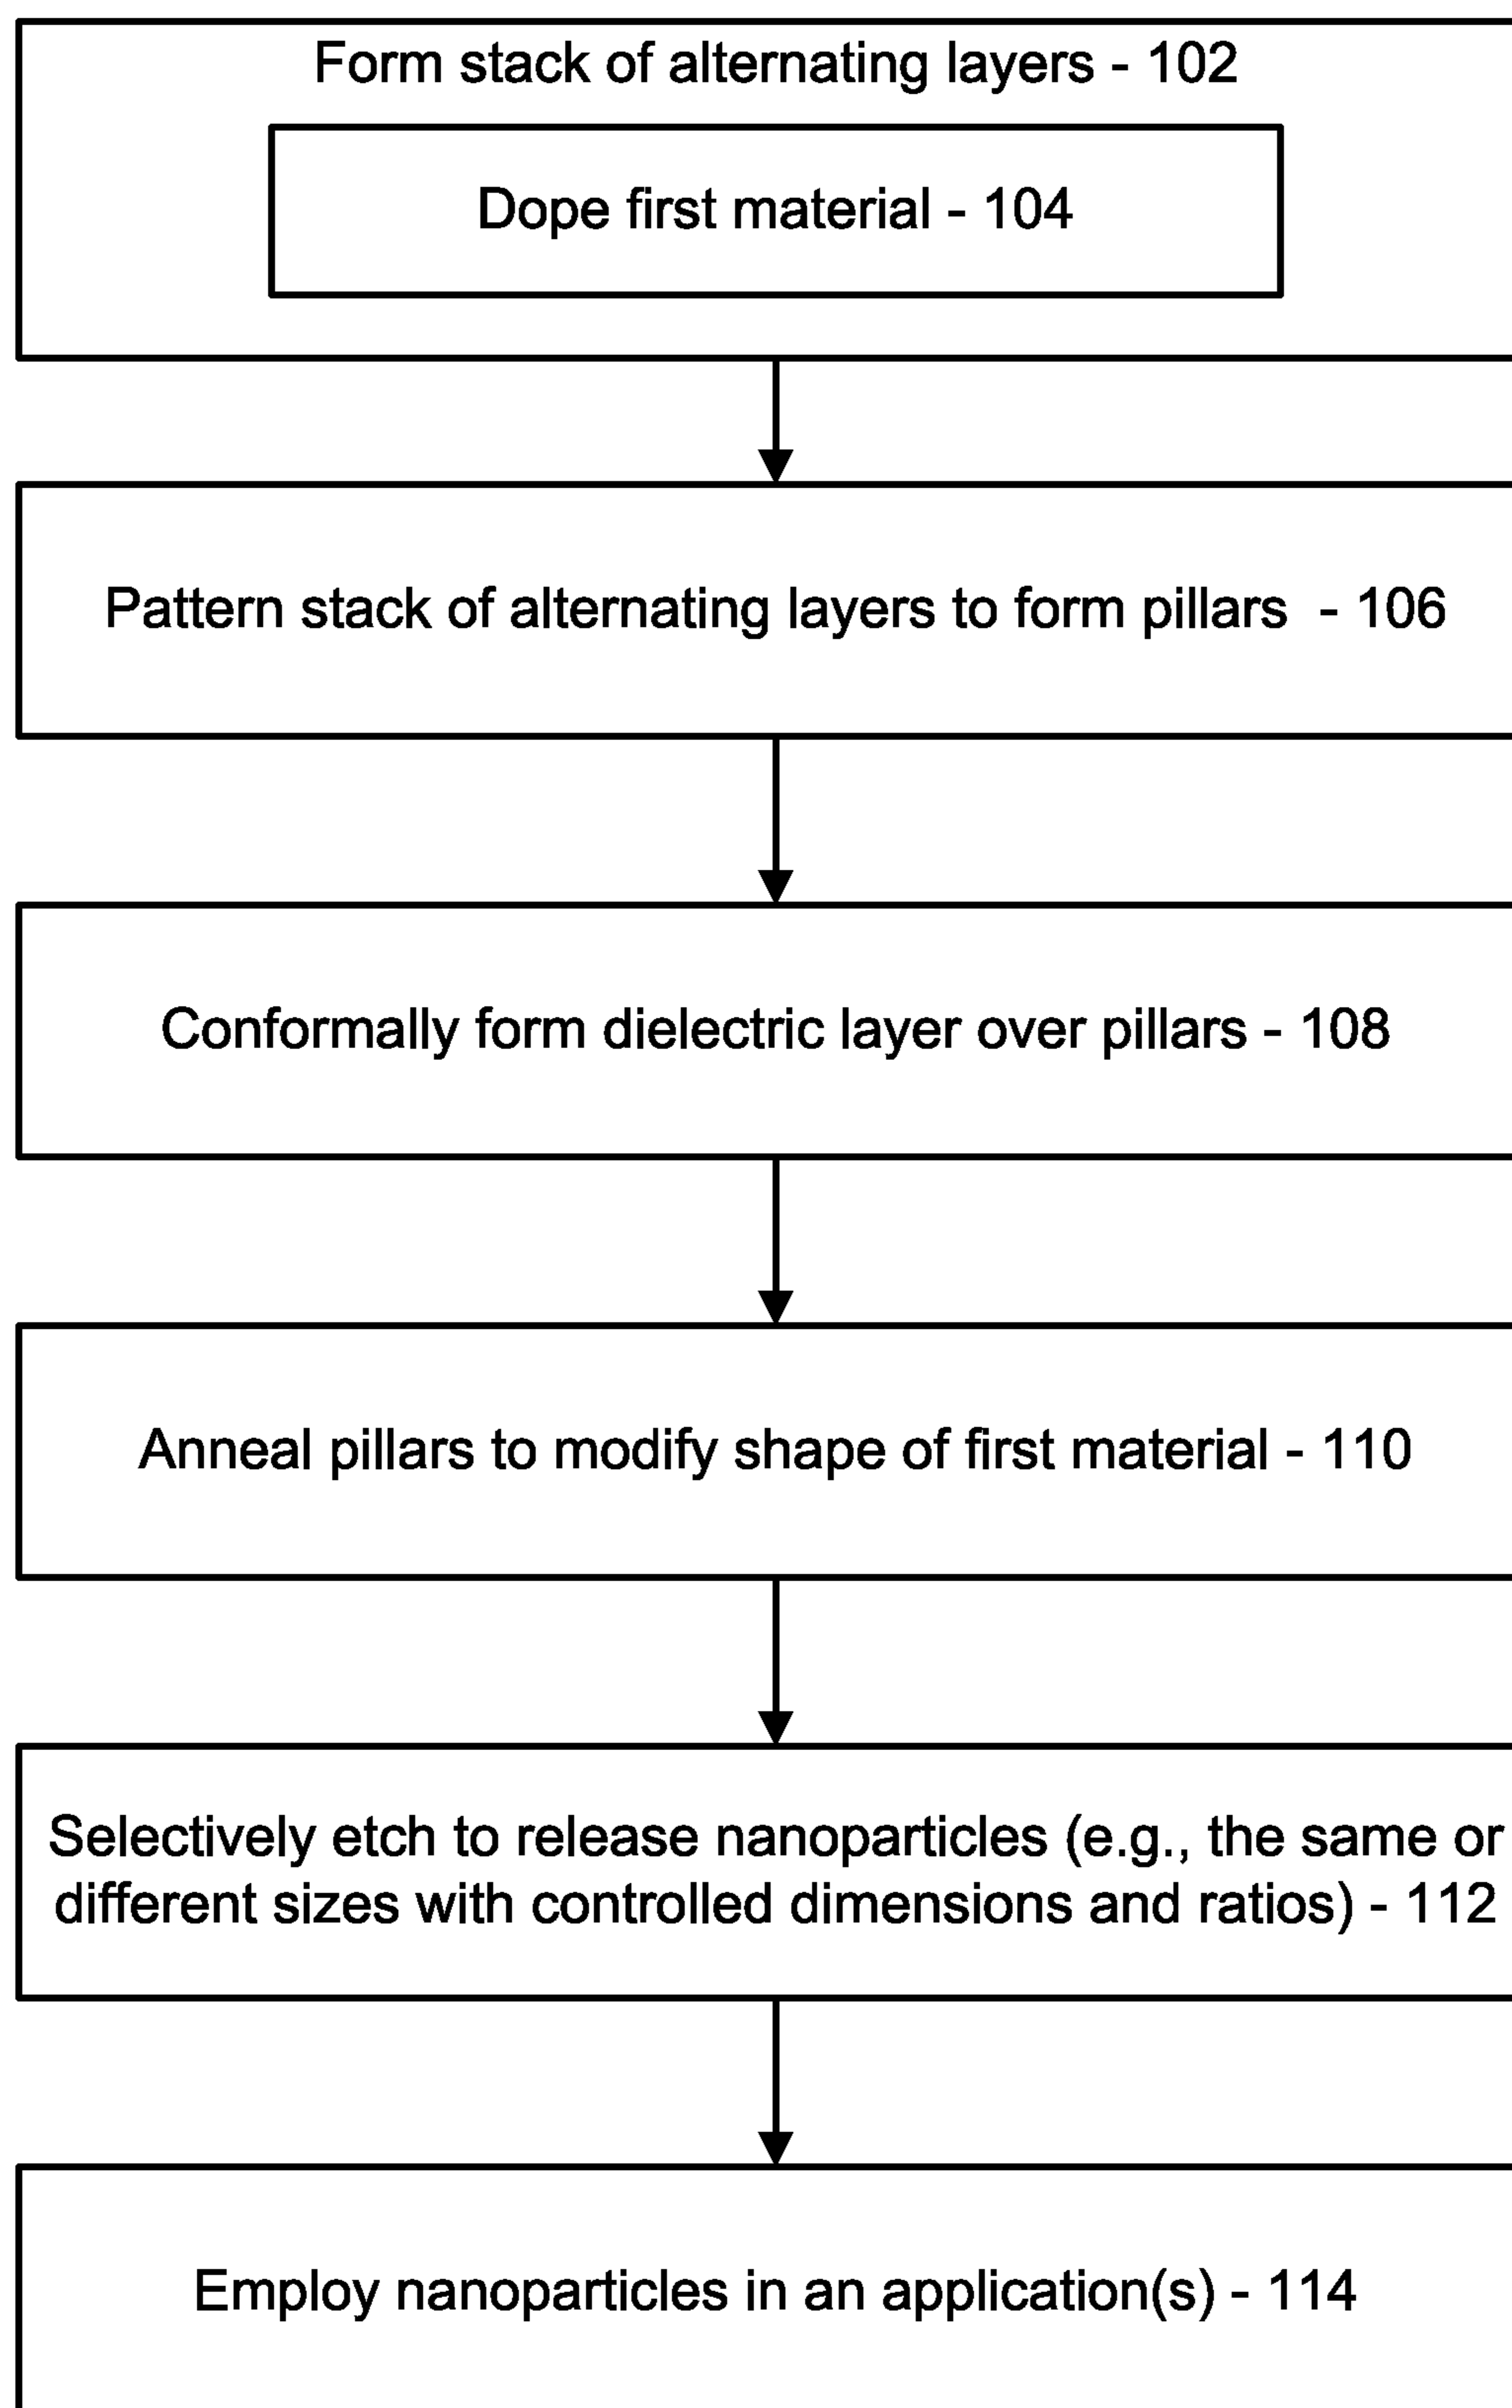 Form stack of alternating layers - 102
Dope first material - 104
Pattern stack of alternating layers to form pillars  - 106
Conformally form dielectric layer over pillars - 108
Anneal pillars to modify shape of first material - 110
Selectively etch to release nanoparticles (e.g., the same or
different sizes with controlled dimensions and ratios) - 112
Employ nanoparticles in an application(s) - 114